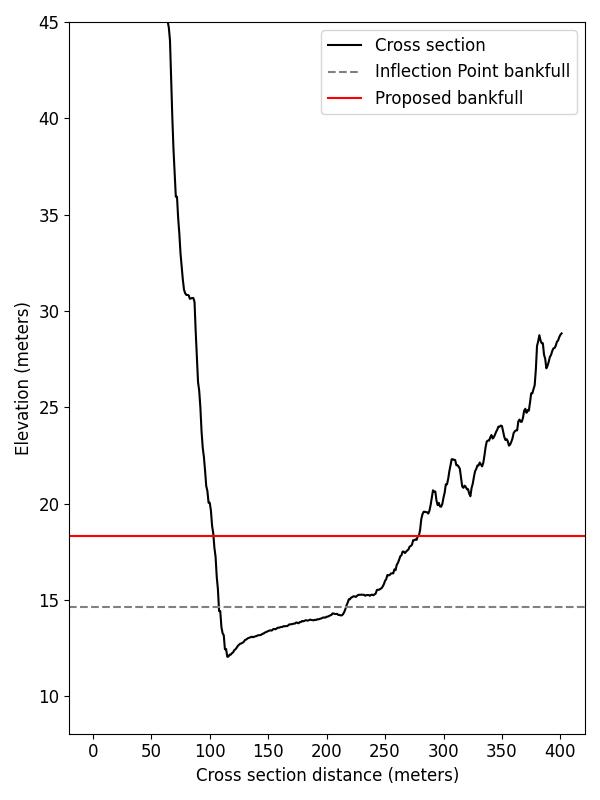 45
40
35
30
25
20
15
10
Elevation (meters)
Cross section
Inflection Point bankfull
Proposed bankfull
0 50 100 150 200 250 300 350 400
Cross section distance (meters)